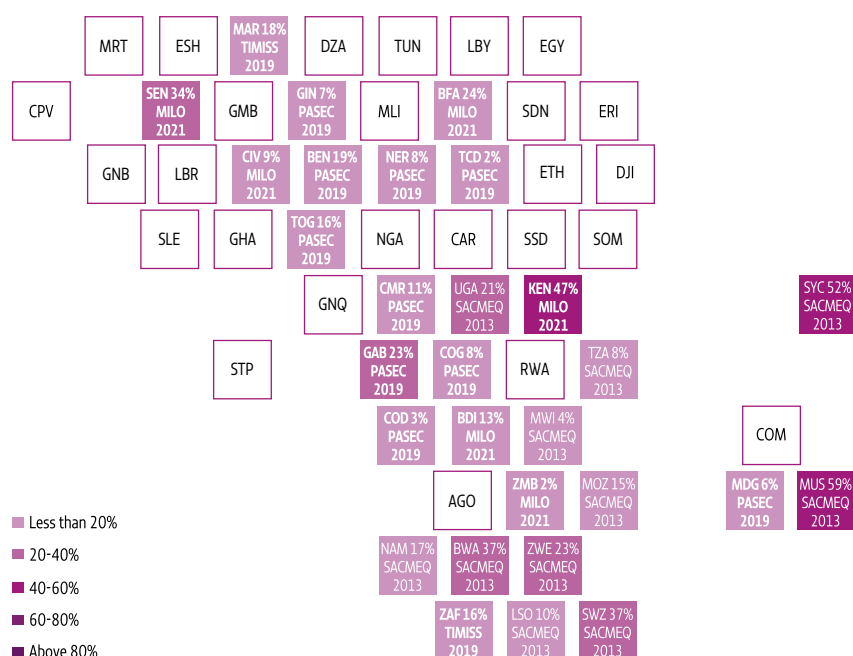 MRT
ESH
MAR 18%
TIMISS
2019
DZA
TUN
LBY
EGY
CPV
SEN 34%
MILO
2021
GMB
GIN 7%
PASEC
2019
MLI
BFA 24%
MILO
2021
SDN
ERI
GNB
LBR
CIV 9%
MILO
2021
BEN 19%
PASEC
2019
NER 8%
PASEC
2019
TCD 2%
PASEC
2019
ETH
DJI
SLE
GHA
TOG 16%
PASEC
2019
NGA
CAR
SSD
SOM
GNQ
CMR 11%
PASEC
2019
UGA 21%
SACMEQ
2013
KEN 47%
MILO
2021
SYC 52%
SACMEQ
2013
STP
GAB 23%
PASEC
2019
COG 8%
PASEC
2019
RWA
TZA 8%
SACMEQ
2013
COD 3%
PASEC
2019
BDI 13%
MILO
2021
MWI 4%
SACMEQ
2013
COM
AGO
ZMB 2%
MILO
2021
MOZ 15%
SACMEQ
2013
MDG 6%
PASEC
2019
MUS 59%
SACMEQ
2013
NAM 17%
SACMEQ
2013
BWA 37%
SACMEQ
2013
ZWE 23%
SACMEQ
2013
ZAF 16%
TIMISS
2019
LSO 10%
SACMEQ
2013
SWZ 37%
SACMEQ
2013
Less than 20%
20-40%
40-60%
60-80%
Above 80%